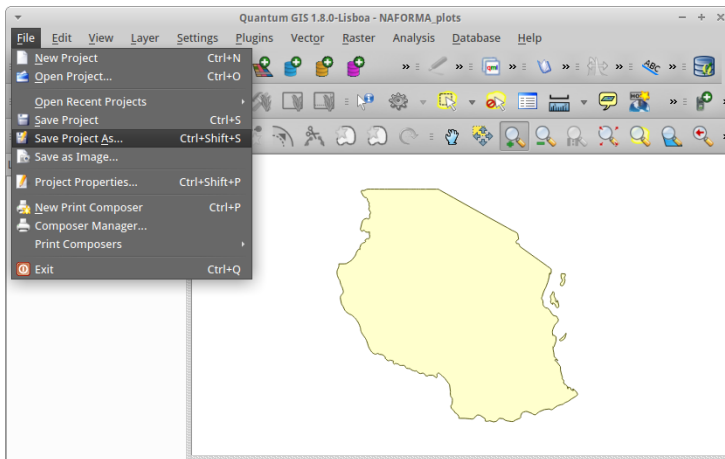 Quantum GIS 1.8.0-Lisboa - NAFORMA_plots
File Edit View Layer Settings Plugins Vector Raster Analysis Database Help
New Project Ctrl+N
Open Project... Ctrl+O
Open Recent Projects
Save Project Ctrl+S
Save Project As... Ctrl+Shift+S
Save as Image...
Project Properties... Ctrl+Shift+P
New Print Composer Ctrl+P
Composer Manager...
Print Composers
Exit Ctrl+Q
qml
ABC